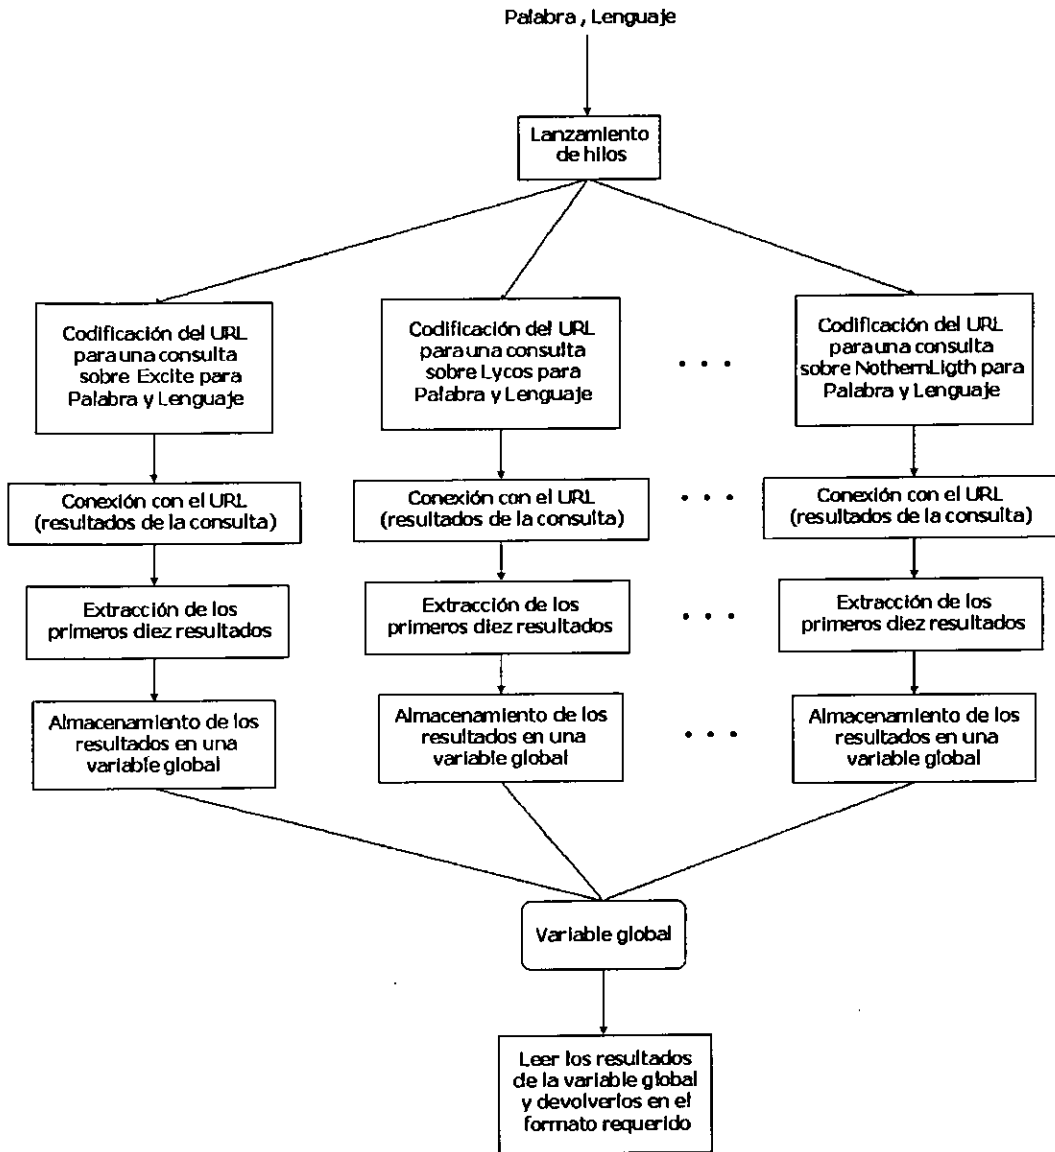 Palabra , Lenguaje
Lanzamiento
de hilos
Codificación del URL
para una consulta
sobre Excite para
Palabra y Lenguaje
Codificación del URL
para una consulta
sobre Lycos para
Palabra y Lenguaje
Codificación del URL
para una consulta
sobre NothernLigth para
Palabra y Lenguaje
Conexión con el URL
(resultados de la consulta)
Conexión con el URL
(resultados de la consulta)
Conexión con el URL
(resultados de la consulta)
Extracción de los
primeros diez resultados
Extracción de los
primeros diez resultados
Extracción de los
primeros diez resultados
Almacenamiento de los
resultados en una
variable global
Almacenamiento de los
resultados en una
variable global
Almacenamiento de los
resultados en una
variable global
Variable global
Leer los resultados
de la variable global
y devolverlos en el
formato requerido